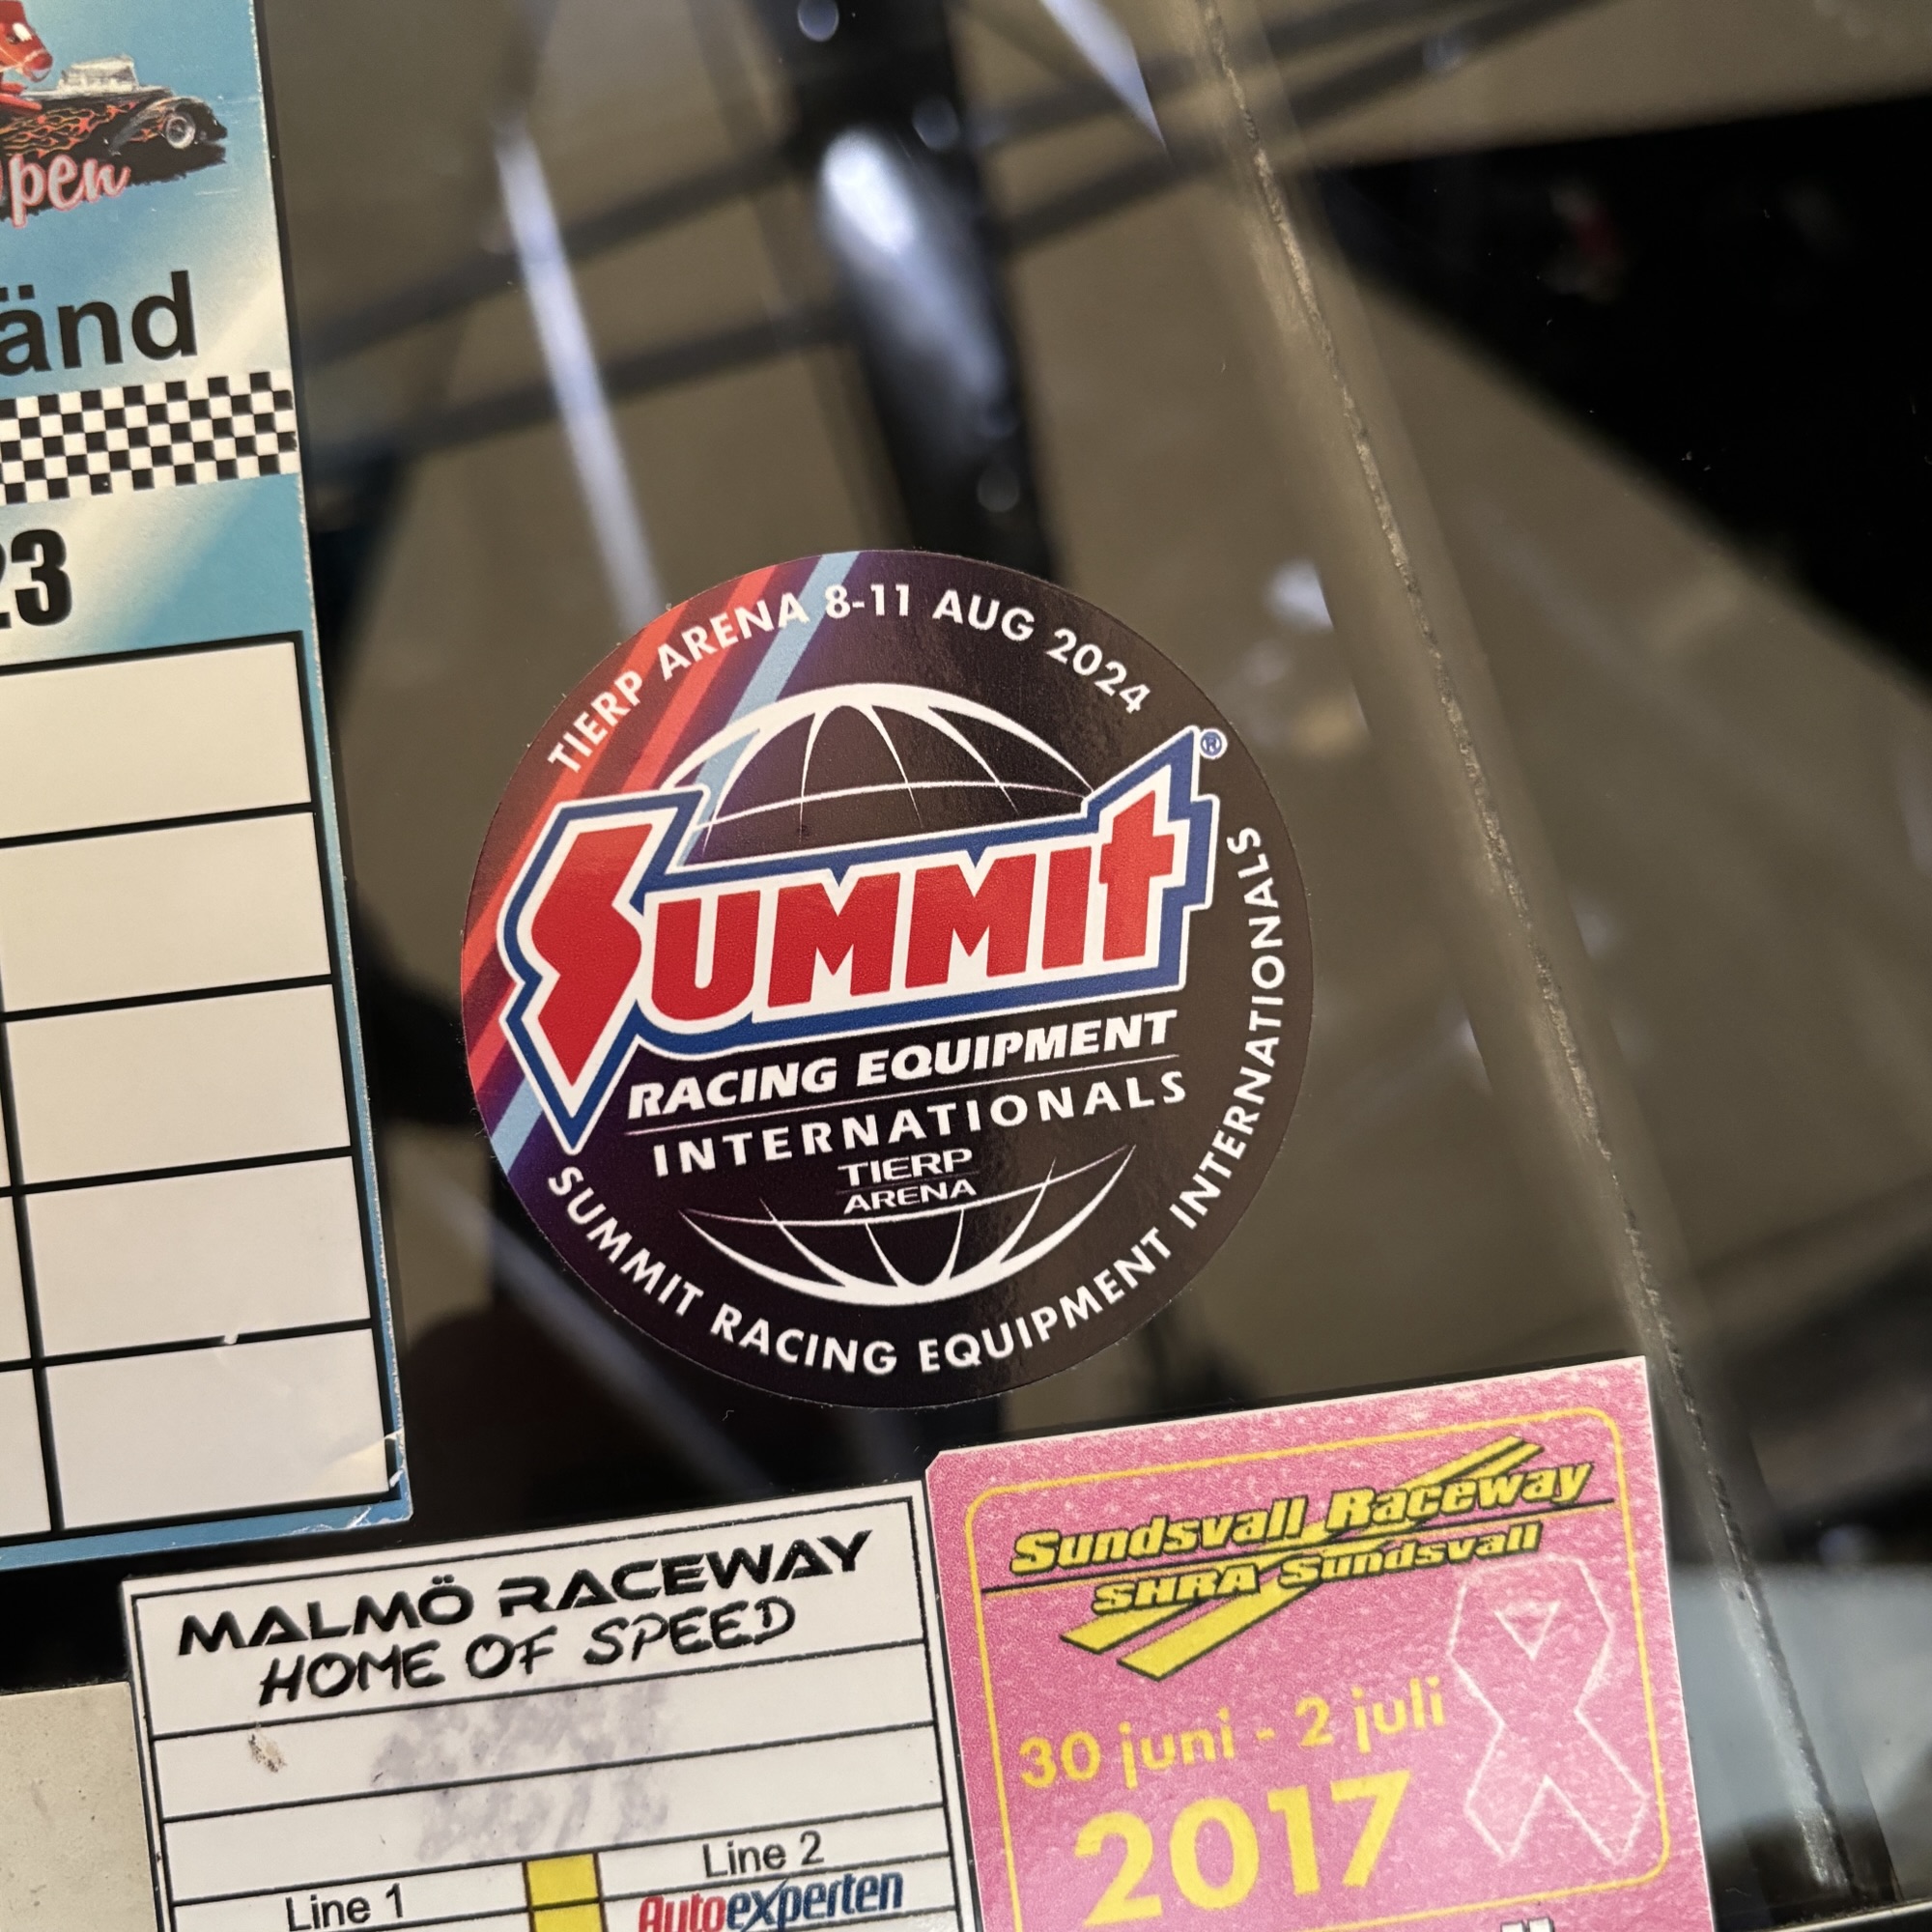 pen
änd
23
TIERP ARENA 8-11 AUG 2024
SUMMIT
®
RACING EQUIPMENT
INTERNATIONALS
TIERP
ARENA
SUMMIT RACING EQUIPMENT INTERNATIONALS
MALMÖ RACEWAY
HOME OF SPEED
Line 1
Line 2
Autoexperten
Sundsvall Raceway
SHRA Sundsvall
30 juni - 2 juli
2017